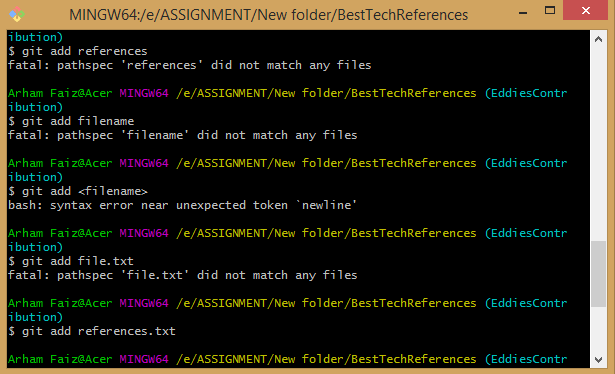 MINGW64:/e/ASSIGNMENT/New folder/BestTechReferences
ibution)
$ git add references
fatal: pathspec 'references' did not match any files
Arham Faiz@Acer MINGW64 /e/ASSIGNMENT/New folder/BestTechReferences (EddiesContr
ibution)
$ git add filename
fatal: pathspec 'filename' did not match any files
Arham Faiz@Acer MINGW64 /e/ASSIGNMENT/New folder/BestTechReferences (EddiesContr
ibution)
$ git add <filename>
bash: syntax error near unexpected token `newline'
Arham Faiz@Acer MINGW64 /e/ASSIGNMENT/New folder/BestTechReferences (EddiesContr
ibution)
$ git add file.txt
fatal: pathspec 'file.txt' did not match any files
Arham Faiz@Acer MINGW64 /e/ASSIGNMENT/New folder/BestTechReferences (EddiesContr
ibution)
$ git add references.txt
Arham Faiz@Acer MINGW64 /e/ASSIGNMENT/New folder/BestTechReferences (EddiesContr